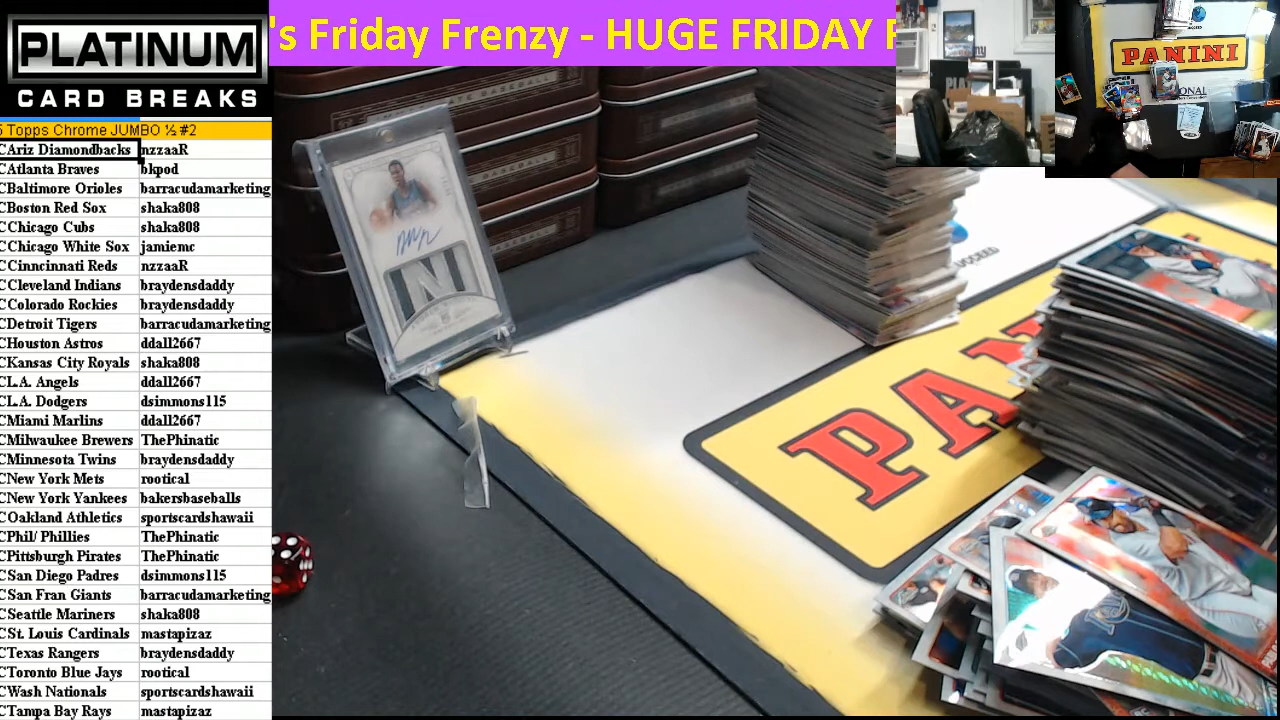 PLATINUM
CARD BREAKS
's Friday Frenzy - HUGE FRIDAY F
5 Topps Chrome JUMBO ½ #2
CAriz Diamondbacks nzzaaR
CAtlanta Braves bkpod
CBaltimore Orioles barracudamarketing
CBoston Red Sox shaka808
CChicago Cubs shaka808
CChicago White Sox jamiemc
CCinncinnati Reds nzzaaR
CCleveland Indians braydensdaddy
CColorado Rockies braydensdaddy
CDetroit Tigers barracudamarketing
CHouston Astros ddall2667
CKansas City Royals shaka808
CL.A. Angels ddall2667
CL.A. Dodgers dsimmons115
CMiami Marlins ddall2667
CMilwaukee Brewers ThePhinatic
CMinnesota Twins braydensdaddy
CNew York Mets rootical
CNew York Yankees bakersbaseballs
COakland Athletics sportscardshawaii
CPhil/ Phillies ThePhinatic
CPittsburgh Pirates ThePhinatic
CSan Diego Padres dsimmons115
CSan Fran Giants barracudamarketing
CSeattle Mariners shaka808
CSt. Louis Cardinals mastapizaz
CTexas Rangers braydensdaddy
CToronto Blue Jays rootical
CWash Nationals sportscardshawaii
CTampa Bay Rays mastapizaz
PANINI
N
PAN